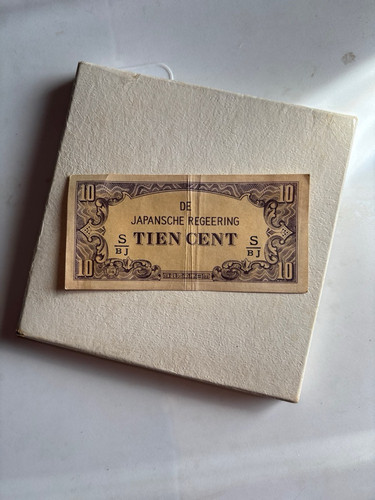 10 10
DE
JAPANSCHE REGEERING
TIEN CENT
S/BJ S/BJ
10 10